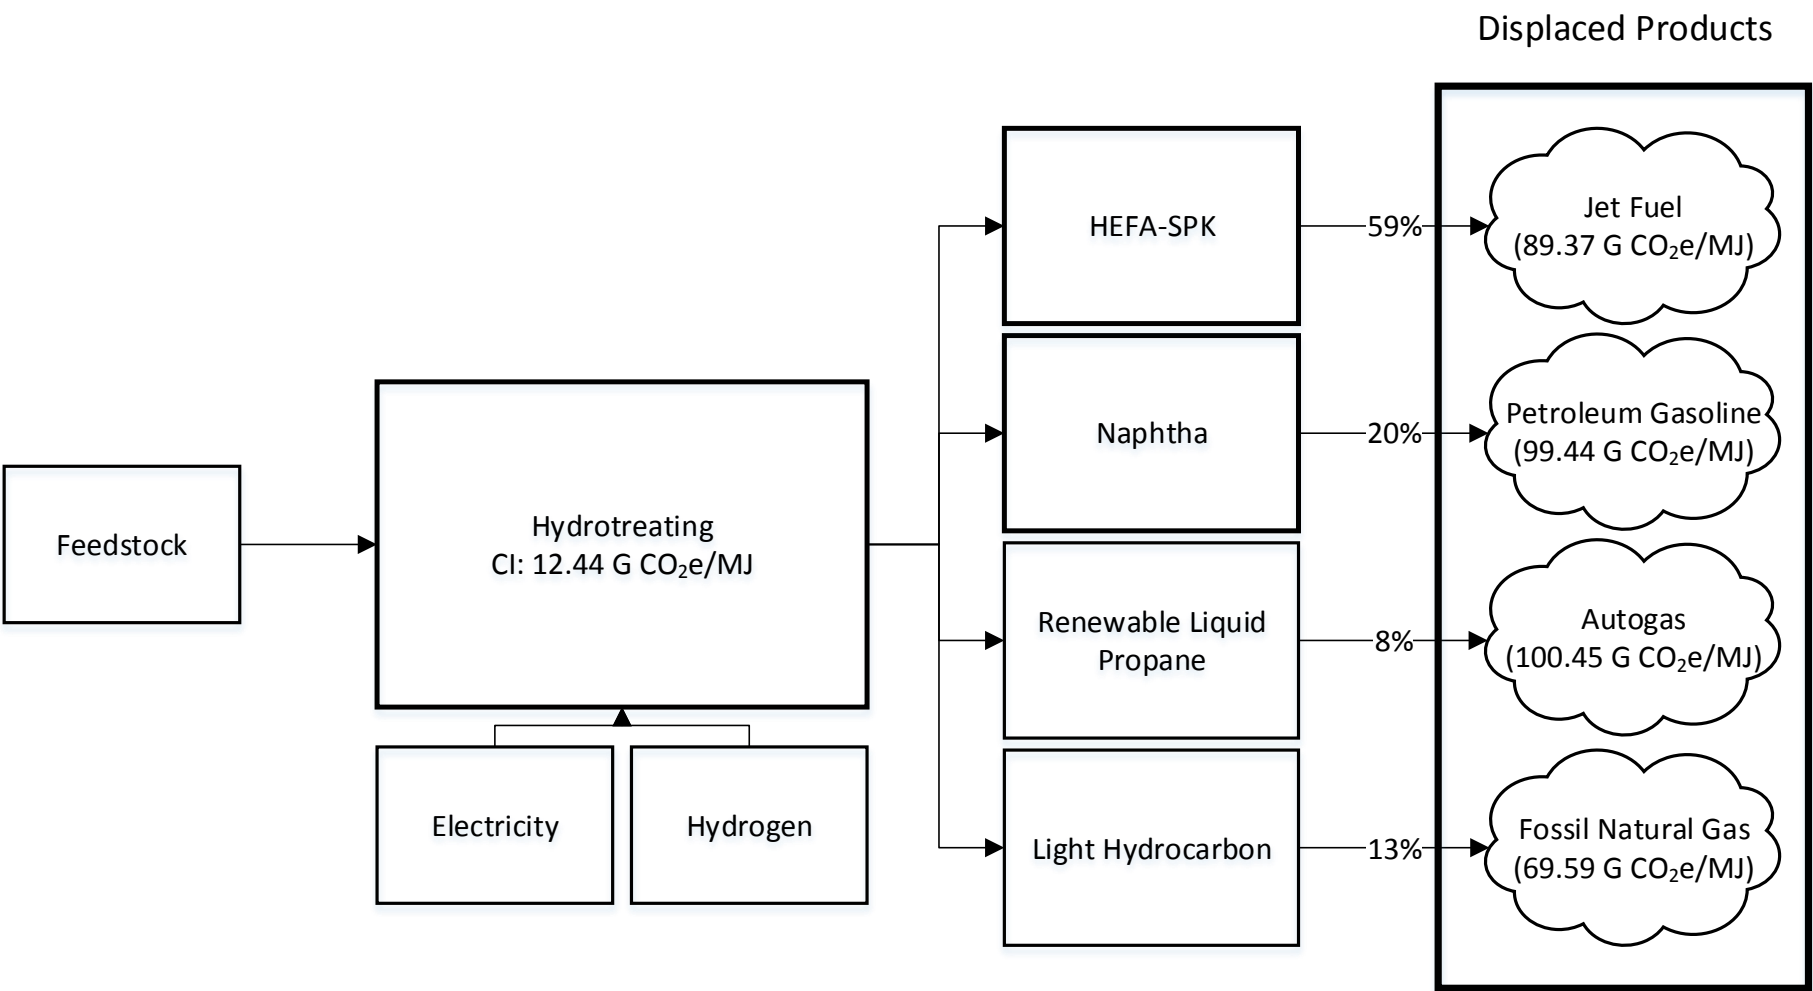 Displaced Products
Feedstock
Hydrotreating
CI: 12.44 G CO₂e/MJ
Electricity
Hydrogen
HEFA-SPK
59%
Jet Fuel
(89.37 G CO₂e/MJ)
Naphtha
20%
Petroleum Gasoline
(99.44 G CO₂e/MJ)
Renewable Liquid
Propane
8%
Autogas
(100.45 G CO₂e/MJ)
Light Hydrocarbon
13%
Fossil Natural Gas
(69.59 G CO₂e/MJ)